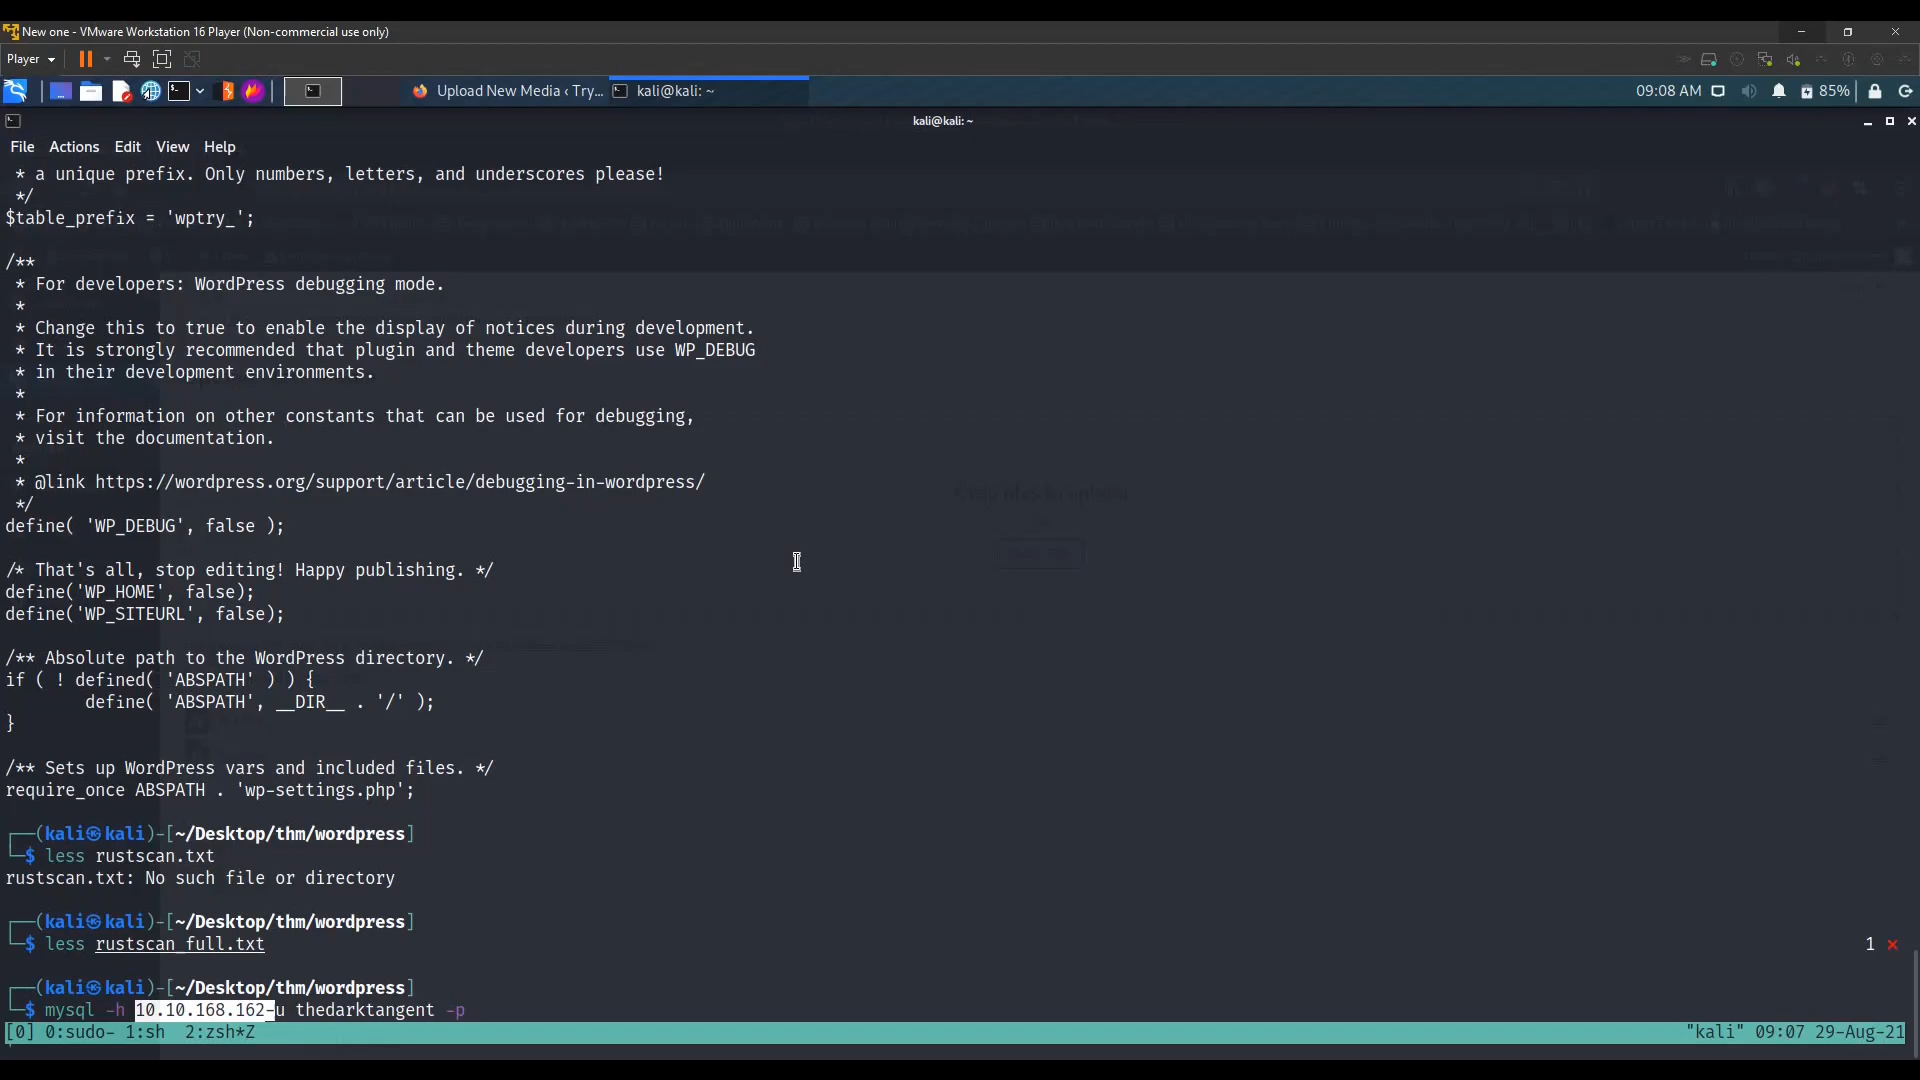 New one - VMware Workstation 16 Player (Non-commercial use only)
Player
Upload New Media ‹ Try...
kali@kali: ~
09:08 AM
85%
kali@kali: ~
File Actions Edit View Help
* a unique prefix. Only numbers, letters, and underscores please!
*/
$table_prefix = 'wptry_';
/**
* For developers: WordPress debugging mode.
*
* Change this to true to enable the display of notices during development.
* It is strongly recommended that plugin and theme developers use WP_DEBUG
* in their development environments.
*
* For information on other constants that can be used for debugging,
* visit the documentation.
*
* @link https://wordpress.org/support/article/debugging-in-wordpress/
*/
define( 'WP_DEBUG', false );
/* That's all, stop editing! Happy publishing. */
define('WP_HOME', false);
define('WP_SITEURL', false);
/** Absolute path to the WordPress directory. */
if ( ! defined( 'ABSPATH' ) ) {
define( 'ABSPATH', __DIR__ . '/' );
}
/** Sets up WordPress vars and included files. */
require_once ABSPATH . 'wp-settings.php';
┌──(kali㉿kali)-[~/Desktop/thm/wordpress]
└─$ less rustscan.txt
rustscan.txt: No such file or directory
┌──(kali㉿kali)-[~/Desktop/thm/wordpress]
└─$ less rustscan_full.txt 1 ⨯
┌──(kali㉿kali)-[~/Desktop/thm/wordpress]
└─$ mysql -h 10.10.168.162-u thedarktangent -p
[0] 0:sudo- 1:sh 2:zsh*Z "kali" 09:07 29-Aug-21